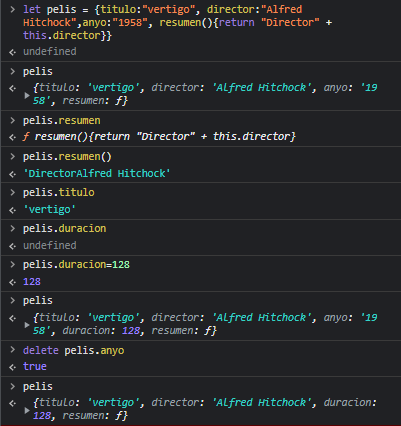 > let pelis = {titulo:"vertigo", director:"Alfred
Hitchock",anyo:"1958", resumen(){return "Director" +
this.director}}
< undefined
> pelis
< {titulo: 'vertigo', director: 'Alfred Hitchock', anyo: '19
58', resumen: ƒ}
> pelis.resumen
< ƒ resumen(){return "Director" + this.director}
> pelis.resumen()
< 'DirectorAlfred Hitchock'
> pelis.titulo
< 'vertigo'
> pelis.duracion
< undefined
> pelis.duracion=128
< 128
> pelis
< {titulo: 'vertigo', director: 'Alfred Hitchock', anyo: '19
58', duracion: 128, resumen: ƒ}
> delete pelis.anyo
< true
> pelis
< {titulo: 'vertigo', director: 'Alfred Hitchock', duracion:
128, resumen: ƒ}